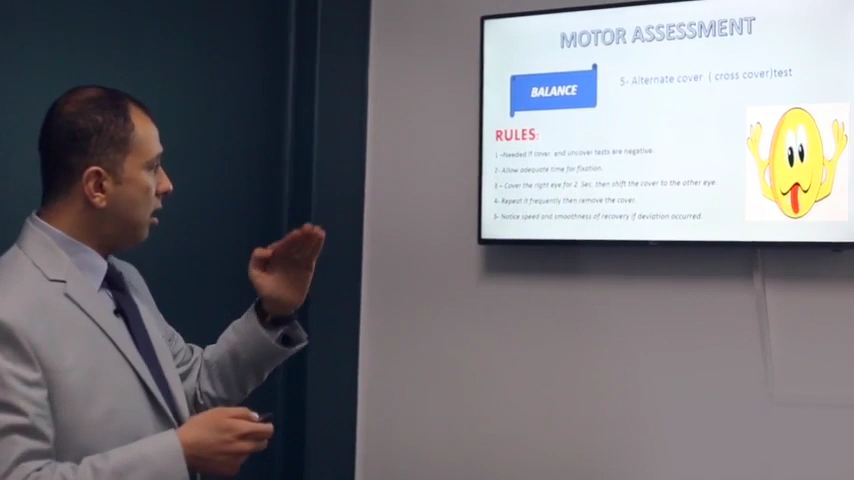 MOTOR ASSESSMENT
5- Alternate cover ( cross cover)test
BALANCE
RULES:
1 -Needed if cover, and uncover tests are negative.
2- Allow adequate time for fixation.
3 - Cover the right eye for 2 Sec, then shift the cover to the other eye.
4- Repeat it frequently then remove the cover.
5- Notice speed and smoothness of recovery if deviation occurred.